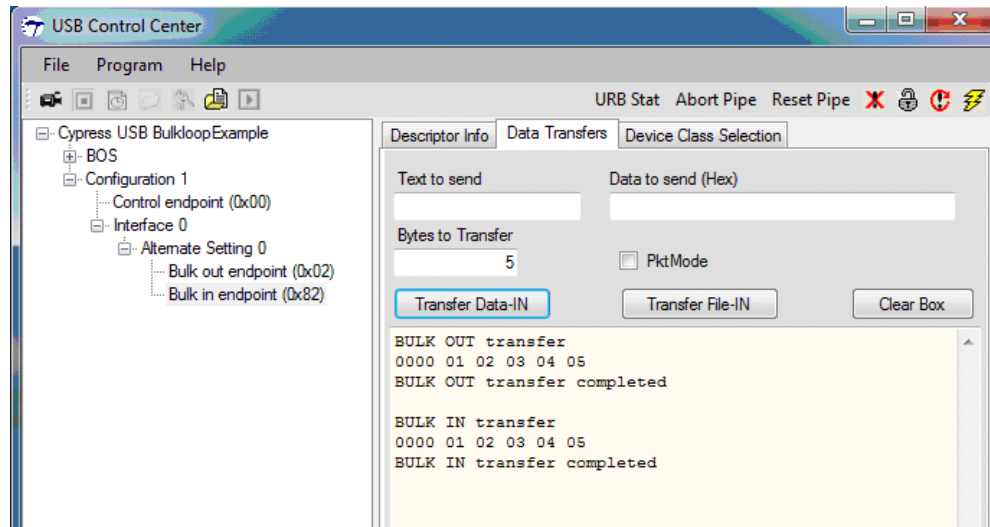 USB Control Center
File Program Help
URB Stat Abort Pipe Reset Pipe
Cypress USB BulkloopExample
BOS
Configuration 1
Control endpoint (0x00)
Interface 0
Alternate Setting 0
Bulk out endpoint (0x02)
Bulk in endpoint (0x82)
Descriptor Info Data Transfers Device Class Selection
Text to send Data to send (Hex)
Bytes to Transfer
5 PktMode
Transfer Data-IN Transfer File-IN Clear Box
BULK OUT transfer
0000 01 02 03 04 05
BULK OUT transfer completed
BULK IN transfer
0000 01 02 03 04 05
BULK IN transfer completed